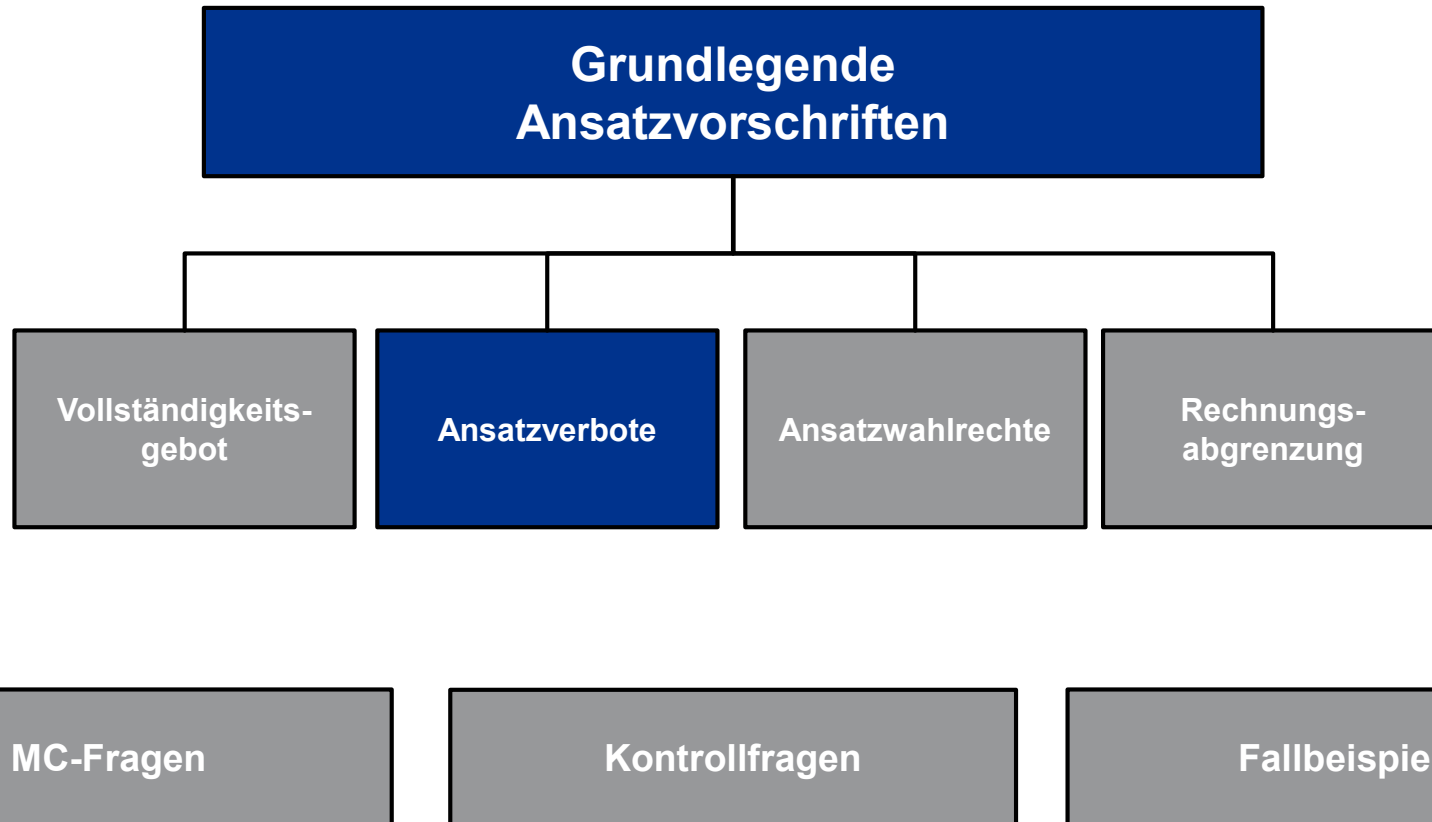 Grundlegende
Ansatzvorschriften
Vollständigkeits-
gebot
Ansatzverbote
Ansatzwahlrechte
Rechnungs-
abgrenzung
MC-Fragen
Kontrollfragen
Fallbeispie